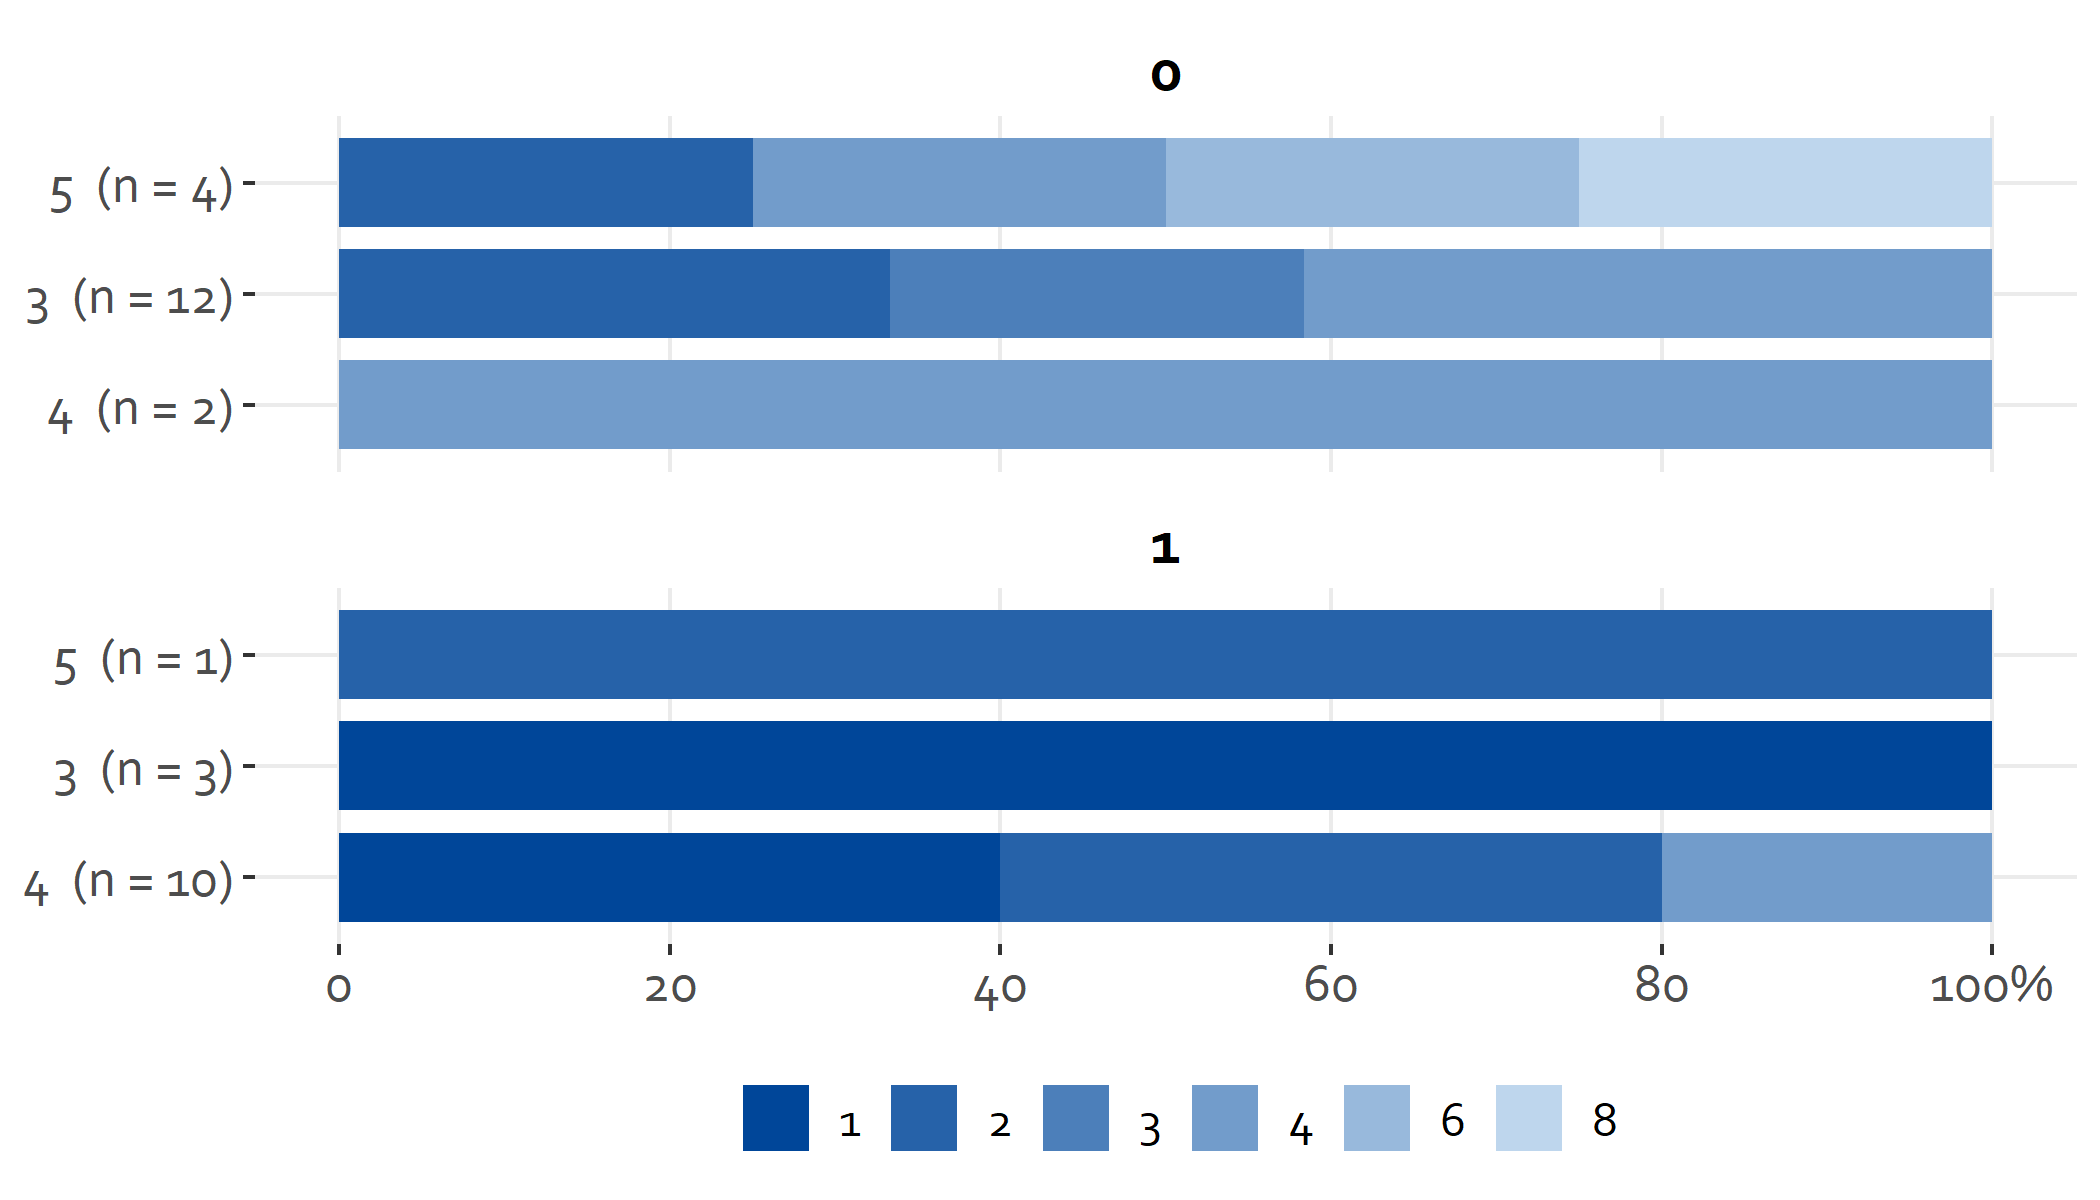 0
5 (n = 4)
3 (n = 12)
4 (n = 2)
1
5 (n = 1)
3 (n = 3)
4 (n = 10)
0 20 40 60 80 100%
1 2 3 4 6 8